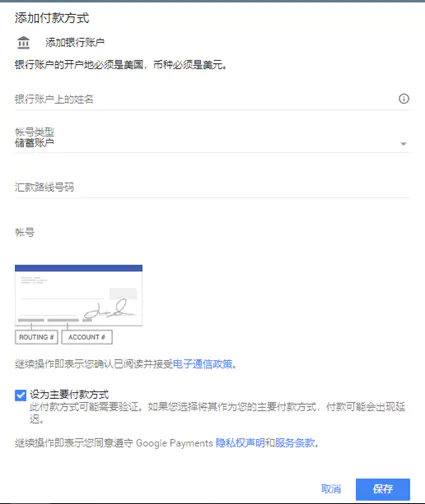 添加付款方式
添加银行账户
银行账户的开户地必须是美国，币种必须是美元。
银行账户上的姓名
帐号类型
储蓄账户
汇款路线号码
帐号
ROUTING # ACCOUNT #
继续操作即表示您确认已阅读并接受电子通信政策。
设为主要付款方式
此付款方式可能需要验证。如果您选择将其作为您的主要付款方式，付款可能会出现延
迟。
继续操作即表示您同意遵守 Google Payments 隐私权声明和服务条款。
取消 保存